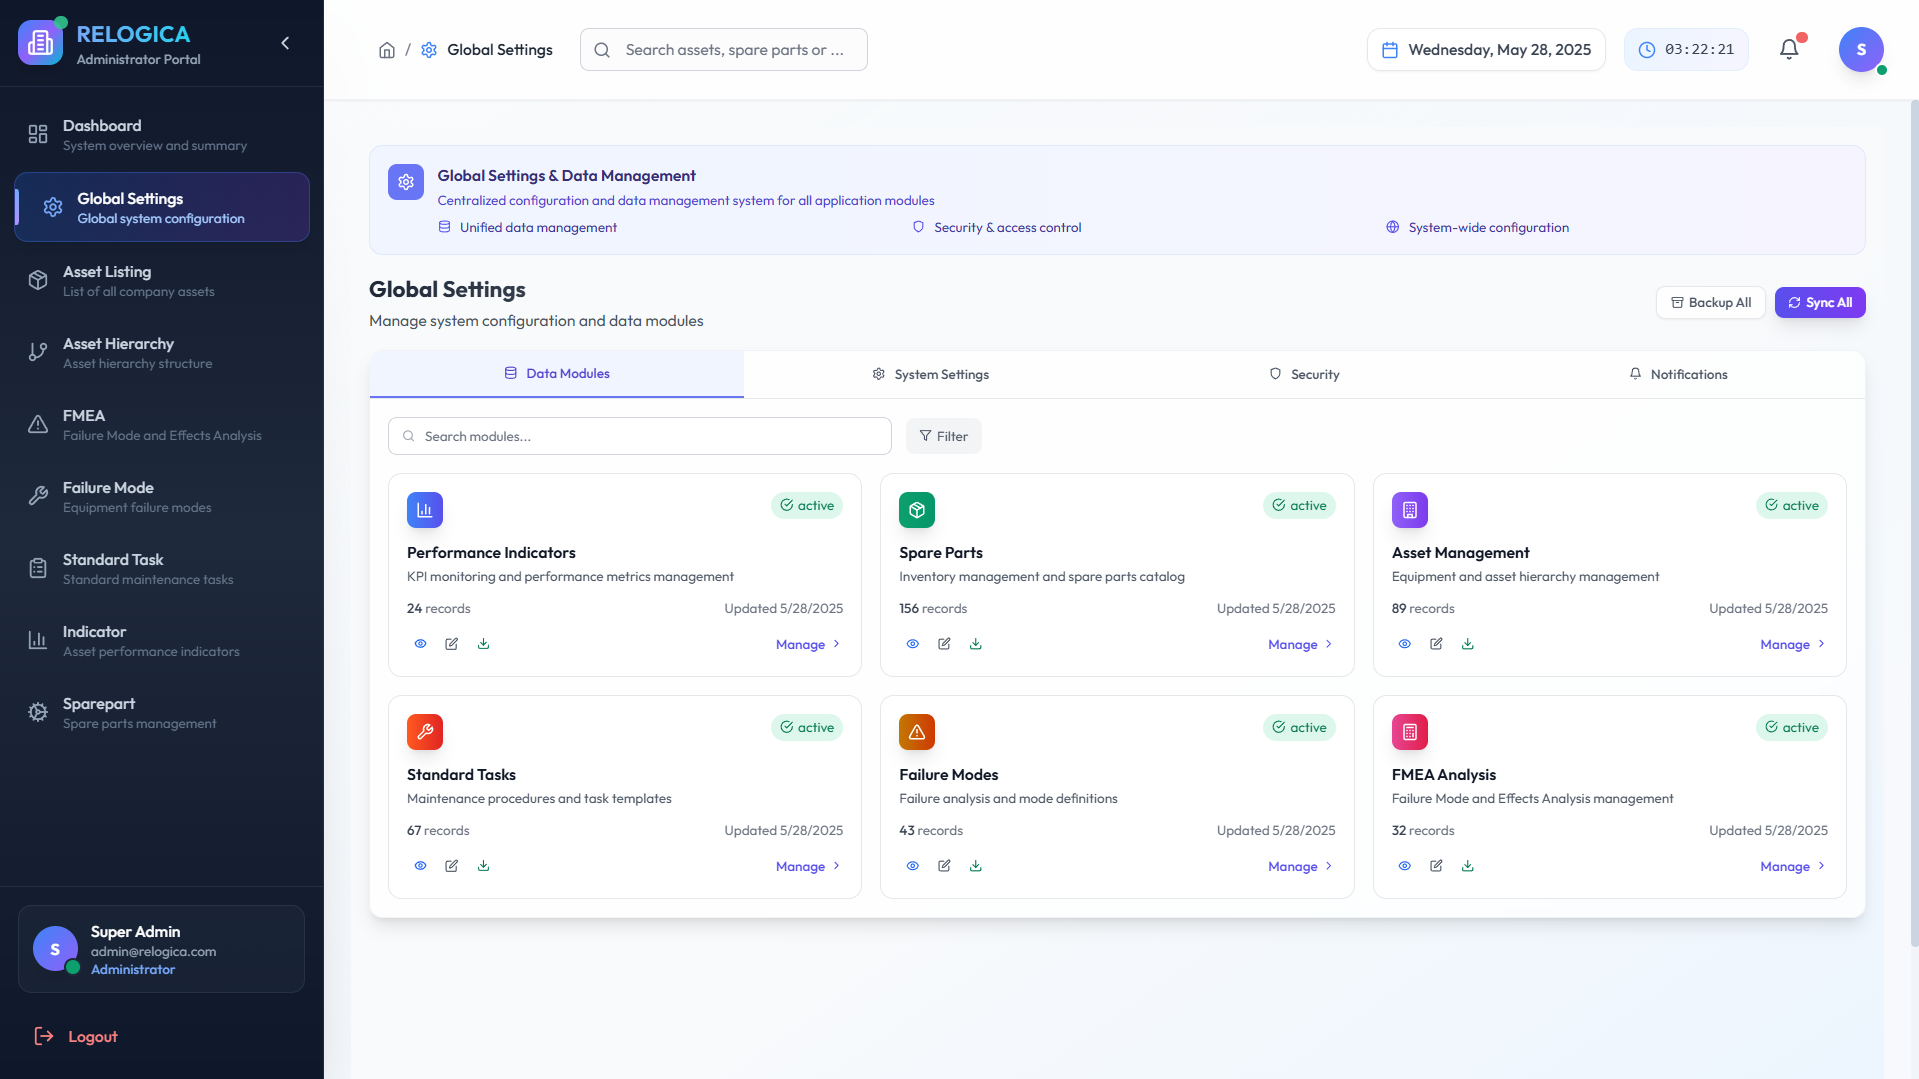 RELOGICA
Administrator Portal
Dashboard
System overview and summary
Global Settings
Global system configuration
Asset Listing
List of all company assets
Asset Hierarchy
Asset hierarchy structure
FMEA
Failure Mode and Effects Analysis
Failure Mode
Equipment failure modes
Standard Task
Standard maintenance tasks
Indicator
Asset performance indicators
Sparepart
Spare parts management
S
Super Admin
admin@relogica.com
Administrator
Logout
/ Global Settings
Search assets, spare parts or ...
Wednesday, May 28, 2025
03:22:21
S
Global Settings & Data Management
Centralized configuration and data management system for all application modules
Unified data management
Security & access control
System-wide configuration
Global Settings
Manage system configuration and data modules
Backup All
Sync All
Data Modules
System Settings
Security
Notifications
Search modules...
Filter
active
Performance Indicators
KPI monitoring and performance metrics management
24 records
Updated 5/28/2025
Manage
active
Spare Parts
Inventory management and spare parts catalog
156 records
Updated 5/28/2025
Manage
active
Asset Management
Equipment and asset hierarchy management
89 records
Updated 5/28/2025
Manage
active
Standard Tasks
Maintenance procedures and task templates
67 records
Updated 5/28/2025
Manage
active
Failure Modes
Failure analysis and mode definitions
43 records
Updated 5/28/2025
Manage
active
FMEA Analysis
Failure Mode and Effects Analysis management
32 records
Updated 5/28/2025
Manage